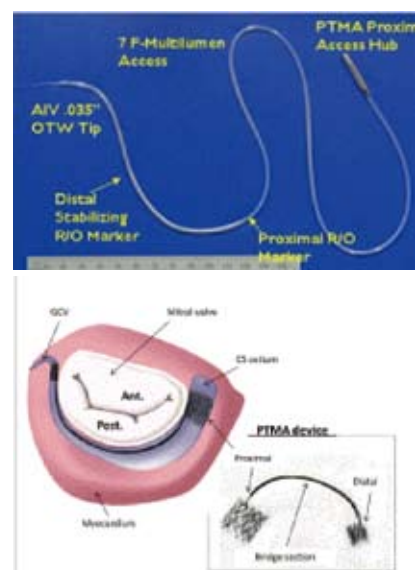 7 F-Multilumen
Access
PTMA Proxim
Access Hub
AIV .035"
OTW Tip
Distal
Stabilizing
R/O Marker
Proximal R/O
Marker
GCV
Mitral valve
CS ostium
Ant.
Post.
PTMA device
Proximal
Distal
Bridge section
Myocardium